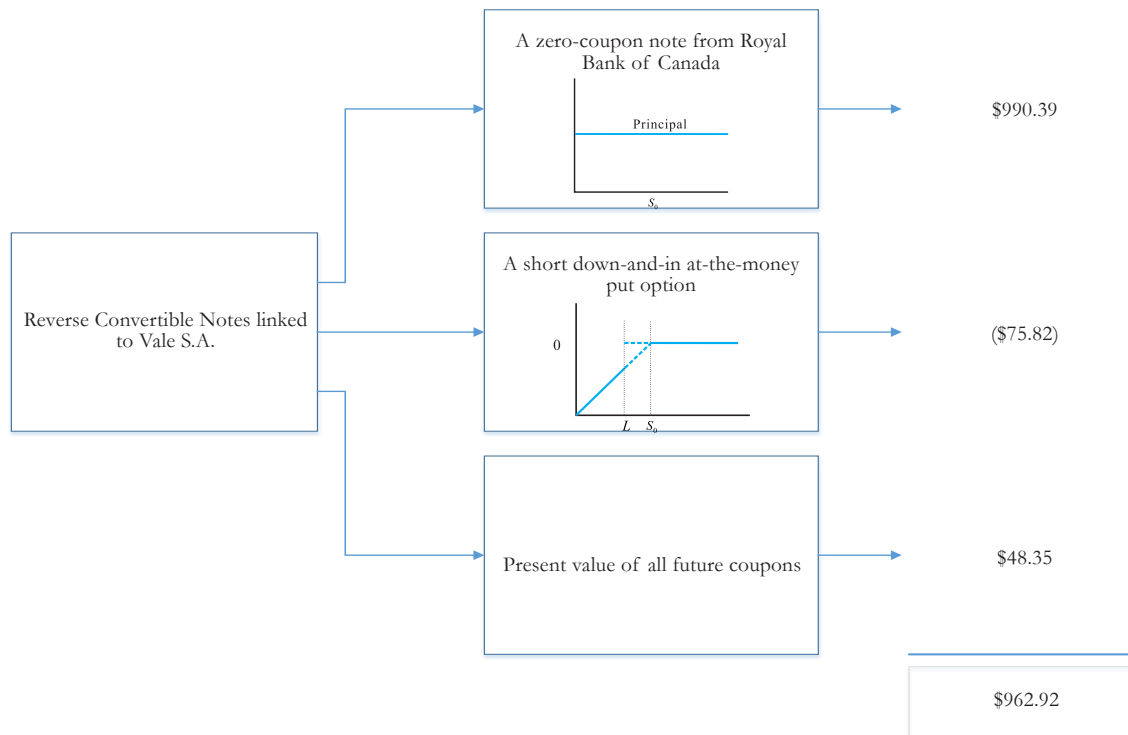 A zero-coupon note from Royal
Bank of Canada
Principal
S₀
$990.39
Reverse Convertible Notes linked
to Vale S.A.
A short down-and-in at-the-money
put option
0
L S₀
($75.82)
Present value of all future coupons
$48.35
$962.92